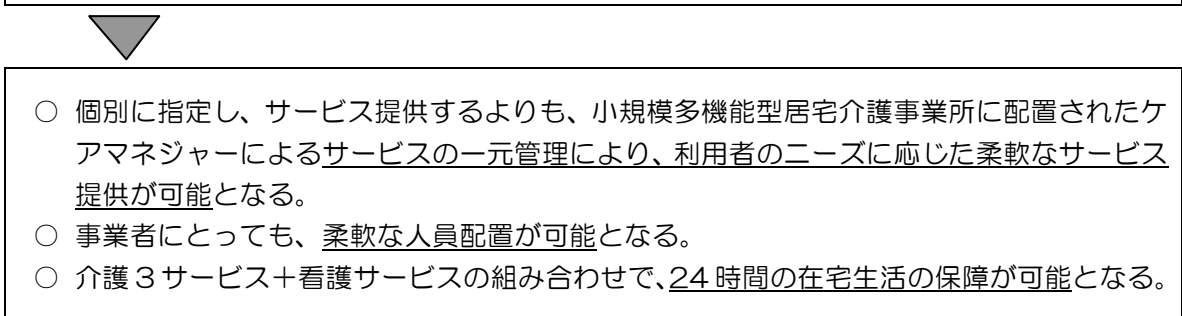 ○ 個別に指定し、サービス提供するよりも、小規模多機能型居宅介護事業所に配置されたケ
アマネジャーによるサービスの一元管理により、利用者のニーズに応じた柔軟なサービス
提供が可能となる。
○ 事業者にとっても、柔軟な人員配置が可能となる。
○ 介護3サービス+看護サービスの組み合わせで、24時間の在宅生活の保障が可能となる。